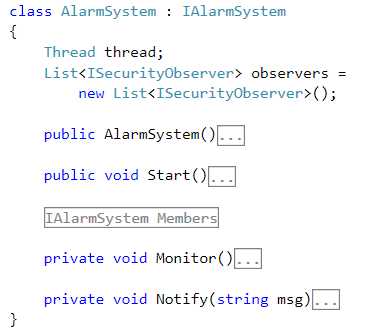 class AlarmSystem : IAlarmSystem
{
    Thread thread;
    List<ISecurityObserver> observers =
        new List<ISecurityObserver>();
    public AlarmSystem()...
    public void Start()...
    IAlarmSystem Members
    private void Monitor()...
    private void Notify(string msg)...
}